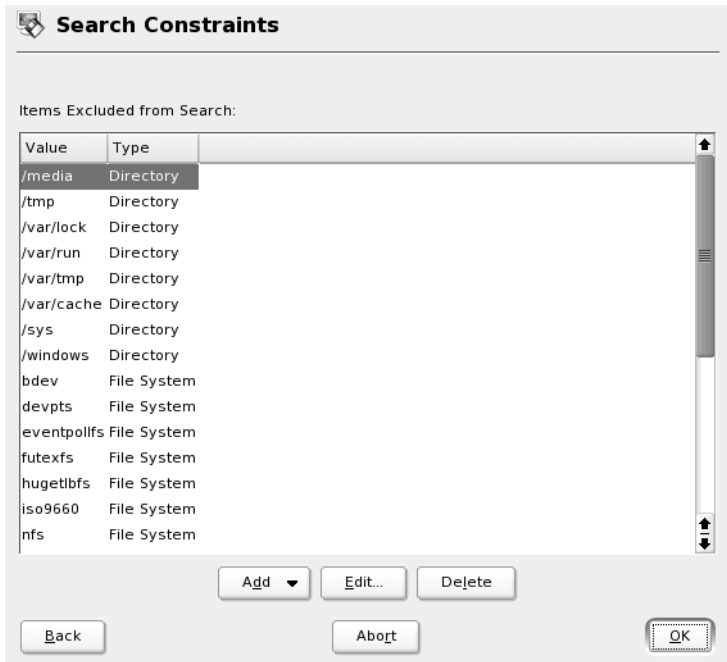 Search Constraints
Items Excluded from Search:
Value Type
/media Directory
/tmp Directory
/var/lock Directory
/var/run Directory
/var/tmp Directory
/var/cache Directory
/sys Directory
/windows Directory
bdev File System
devpts File System
eventpollfs File System
futexfs File System
hugetlbfs File System
iso9660 File System
nfs File System
Add Edit... Delete
Back Abort OK